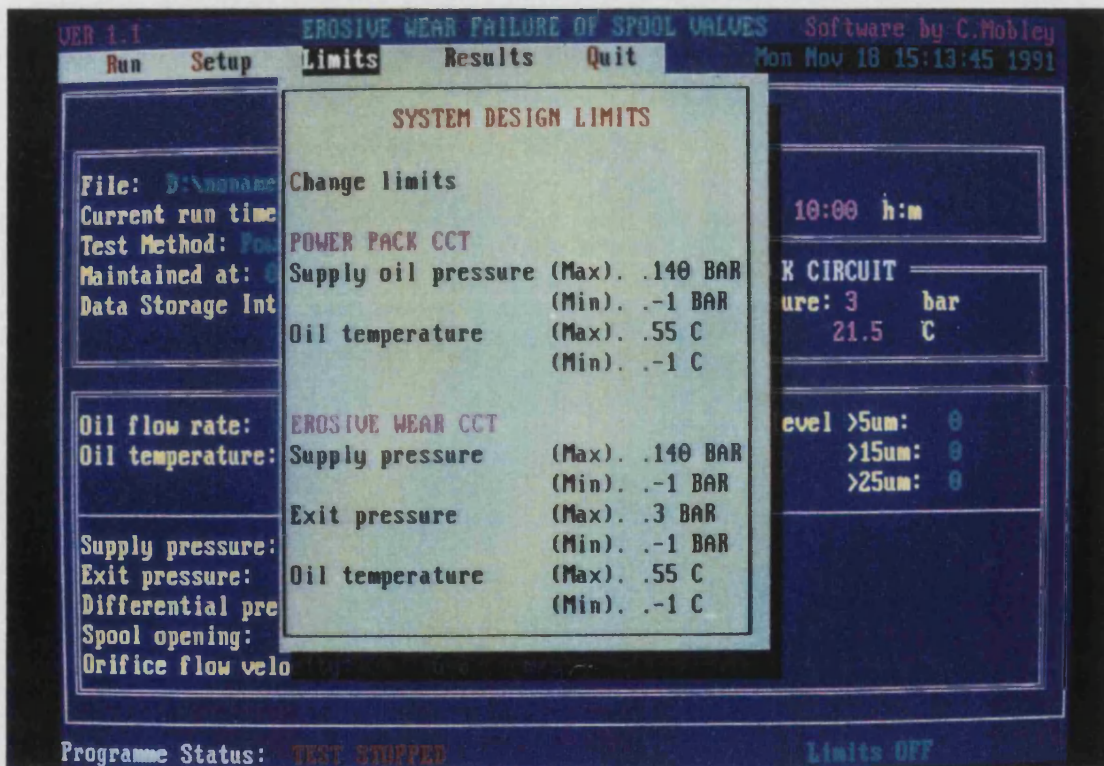 VER 1.1 EROSIVE WEAR FAILURE OF SPOOL VALVES Software by C.Mobley
Run Setup Limits Results Quit Mon Nov 18 15:13:45 1991
SYSTEM DESIGN LIMITS
File: D:\noname Change limits
Current run time 10:00 h:m
Test Method: POWER PACK CCT
Maintained at: Supply oil pressure (Max). .140 BAR K CIRCUIT
Data Storage Int (Min). .-1 BAR ure: 3 bar
Oil temperature (Max). .55 C 21.5 C
(Min). .-1 C
Oil flow rate: EROSIVE WEAR CCT evel >5um: 0
Oil temperature: Supply pressure (Max). .140 BAR >15um: 0
(Min). .-1 BAR >25um: 0
Exit pressure (Max). .3 BAR
Supply pressure: (Min). .-1 BAR
Exit pressure: Oil temperature (Max). .55 C
Differential pre (Min). .-1 C
Spool opening:
Orifice flow velo
Programme Status: TEST STOPPED Limits OFF